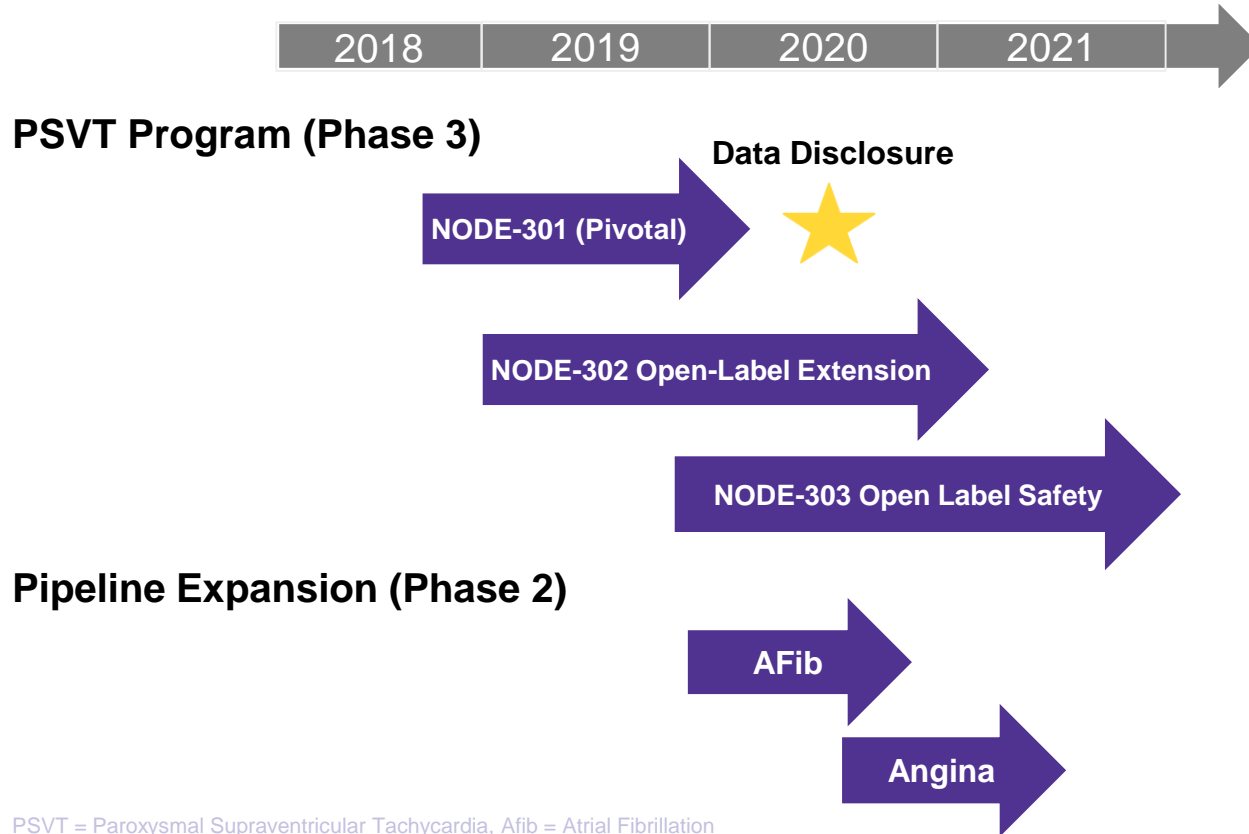 2018 2019 2020 2021
PSVT Program (Phase 3)
Data Disclosure
NODE-301 (Pivotal)
NODE-302 Open-Label Extension
NODE-303 Open Label Safety
Pipeline Expansion (Phase 2)
AFib
Angina
PSVT = Paroxysmal Supraventricular Tachycardia, Afib = Atrial Fibrillation